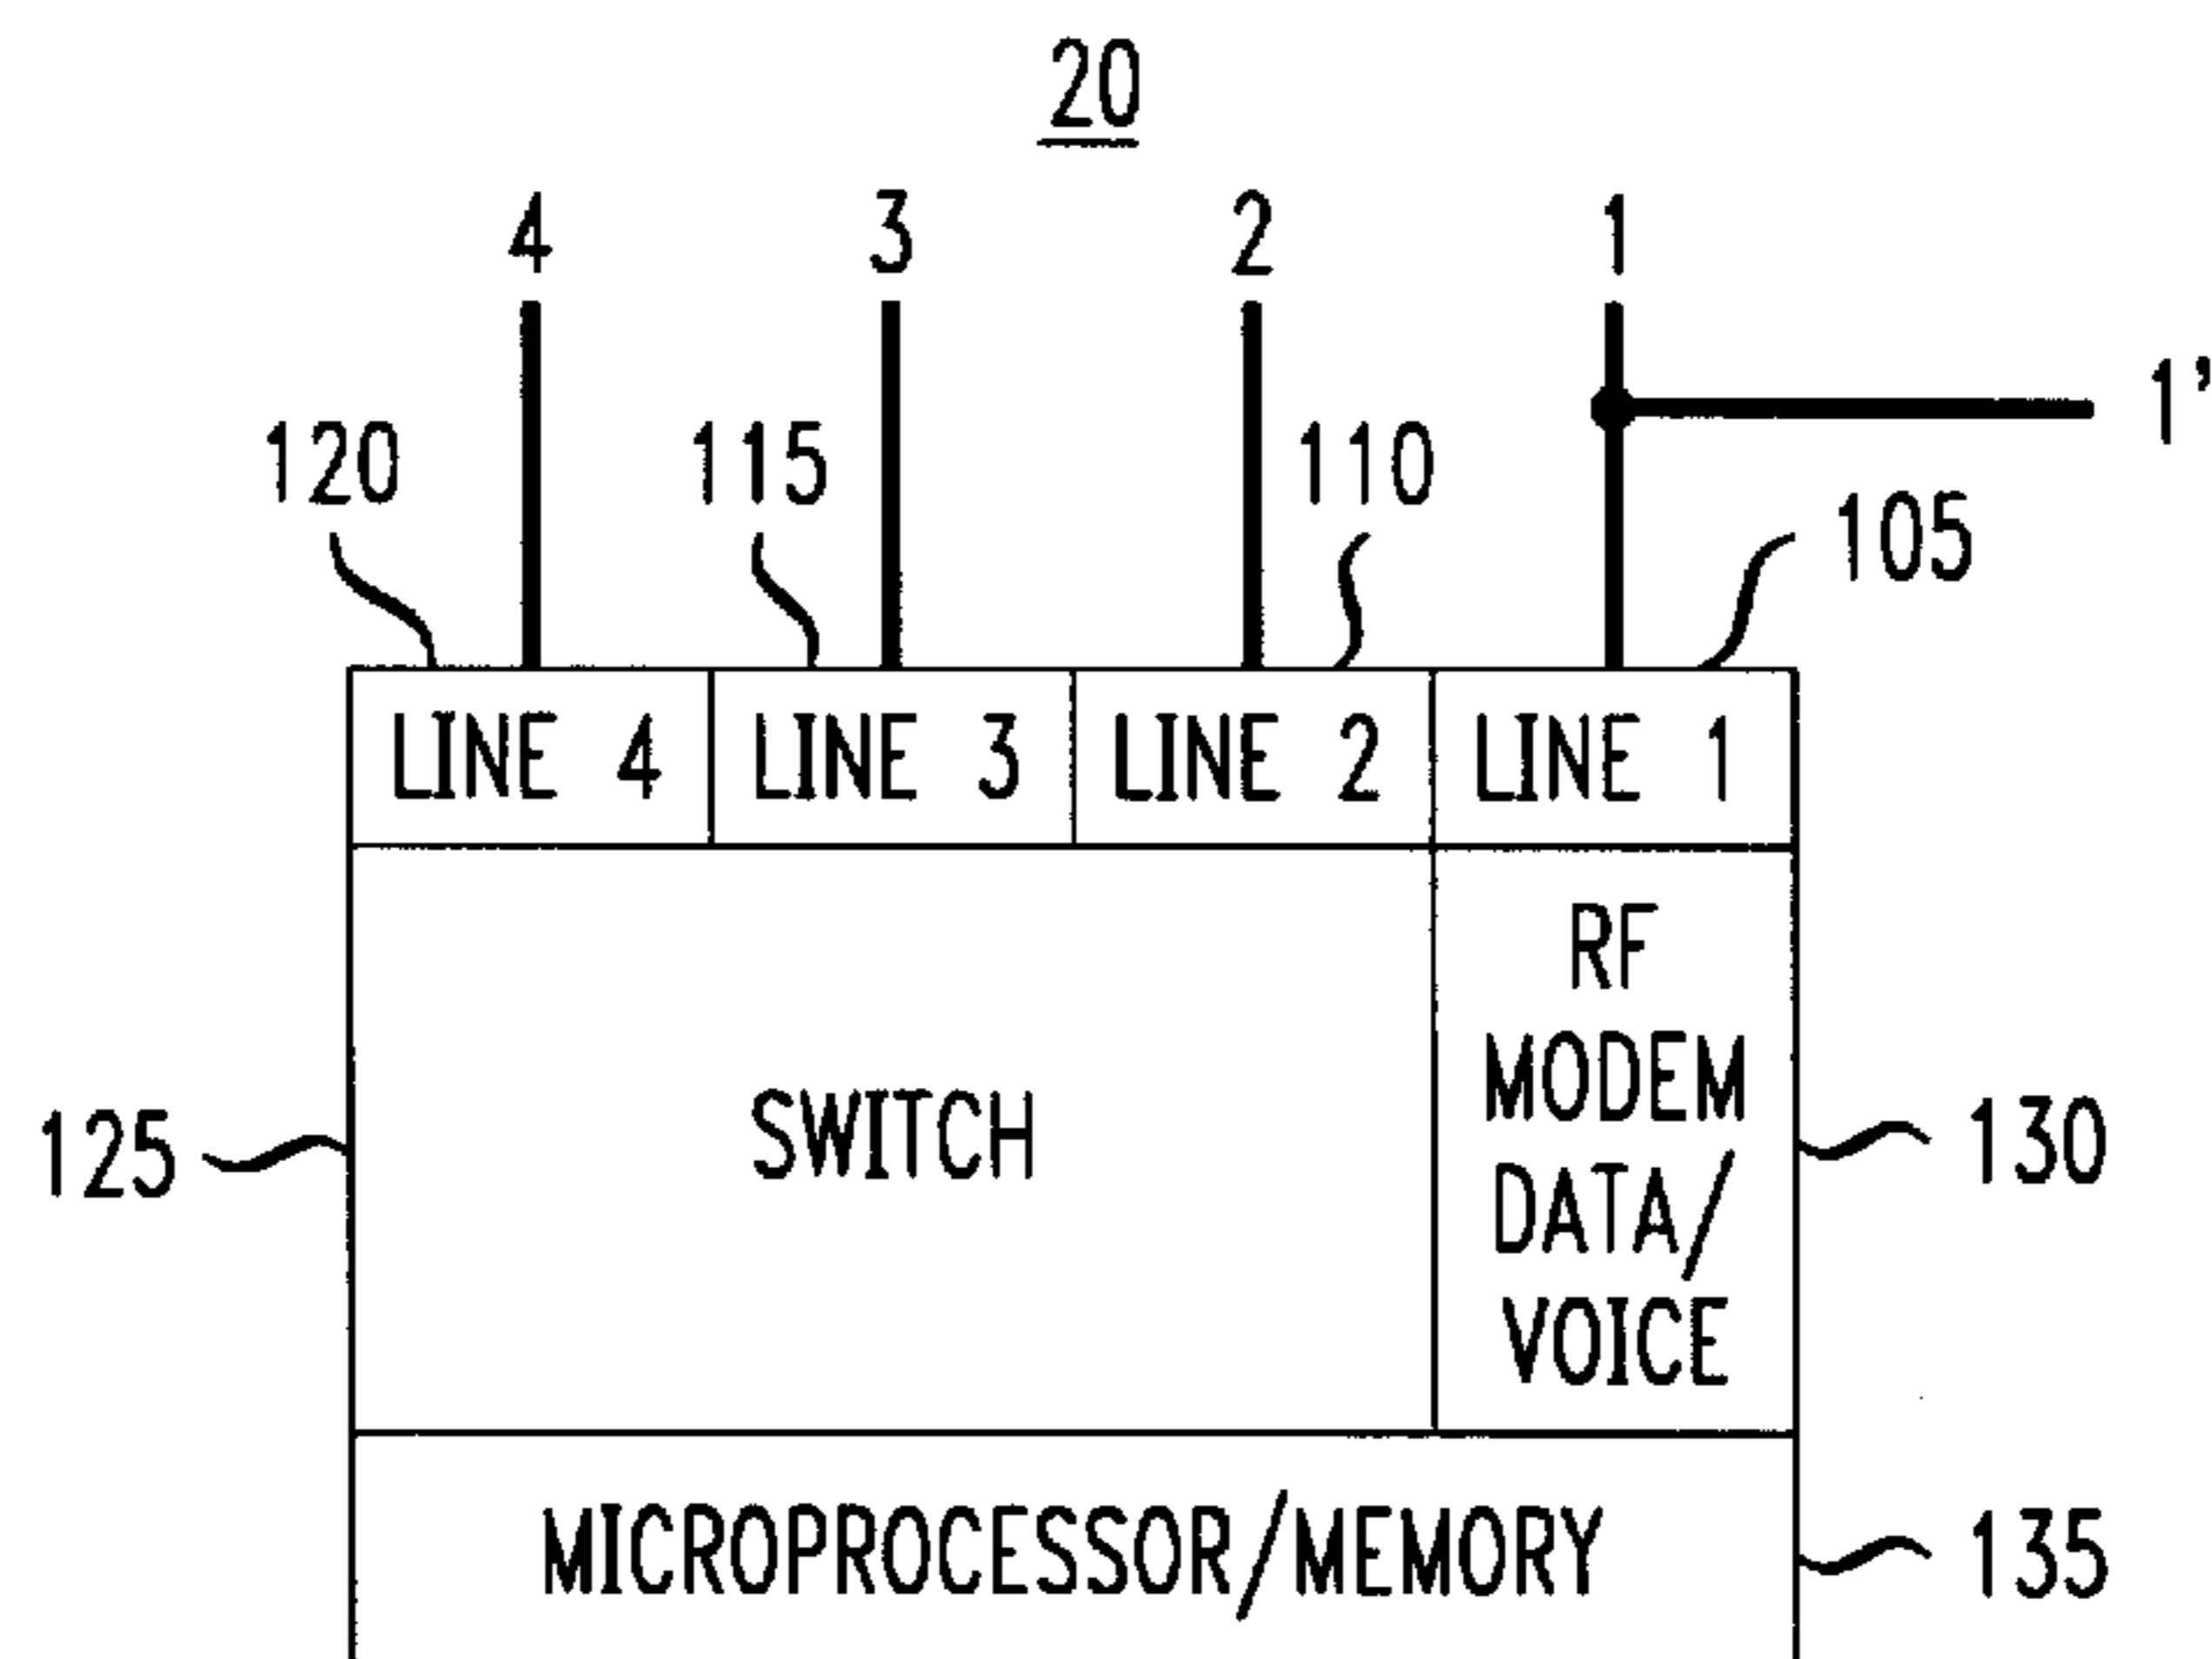 20
4 3 2 1
1'
120 115 110 105
LINE 4 LINE 3 LINE 2 LINE 1
RF
MODEM
DATA/
VOICE
SWITCH
125 130
MICROPROCESSOR/MEMORY 135